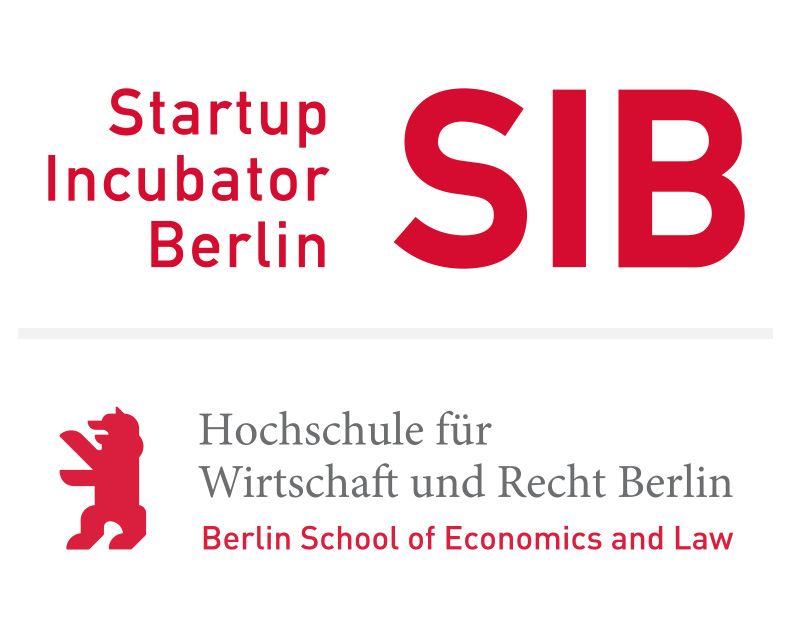 Startup
Incubator
Berlin
SIB
Hochschule für
Wirtschaft und Recht Berlin
Berlin School of Economics and Law